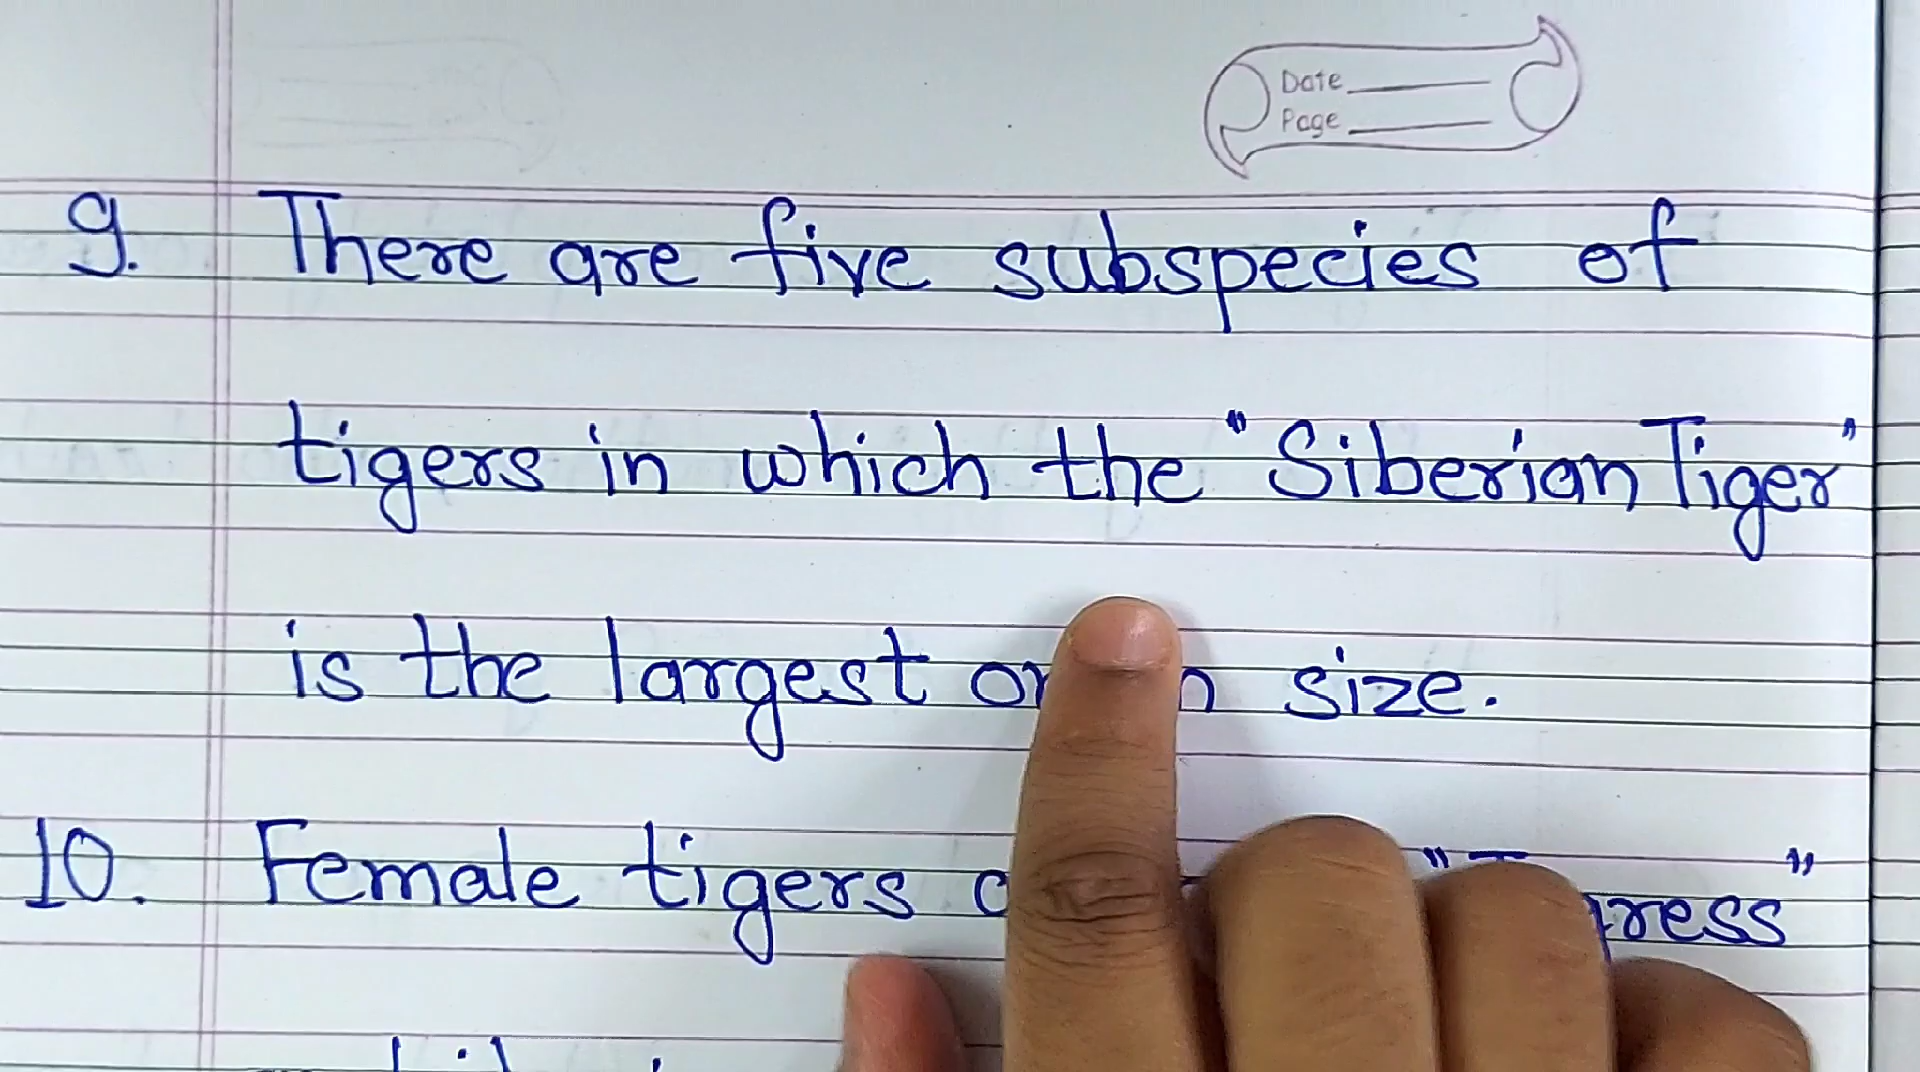 Date
Page
9. There are five subspecies of
tigers in which the "Siberian Tiger"
is the largest size.
10. Female tigers